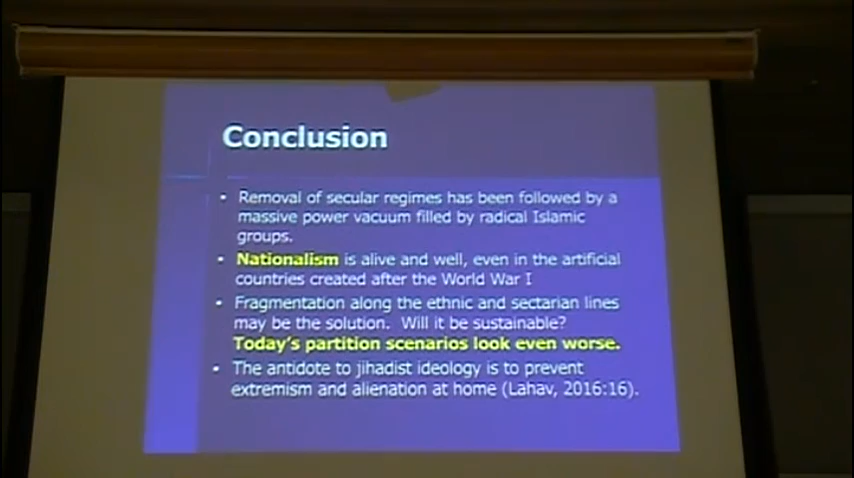 Conclusion
• Removal of secular regimes has been followed by a
massive power vacuum filled by radical Islamic
groups.
• Nationalism is alive and well, even in the artificial
countries created after the World War I
• Fragmentation along the ethnic and sectarian lines
may be the solution. Will it be sustainable?
Today's partition scenarios look even worse.
• The antidote to jihadist ideology is to prevent
extremism and alienation at home (Lahav, 2016:16).